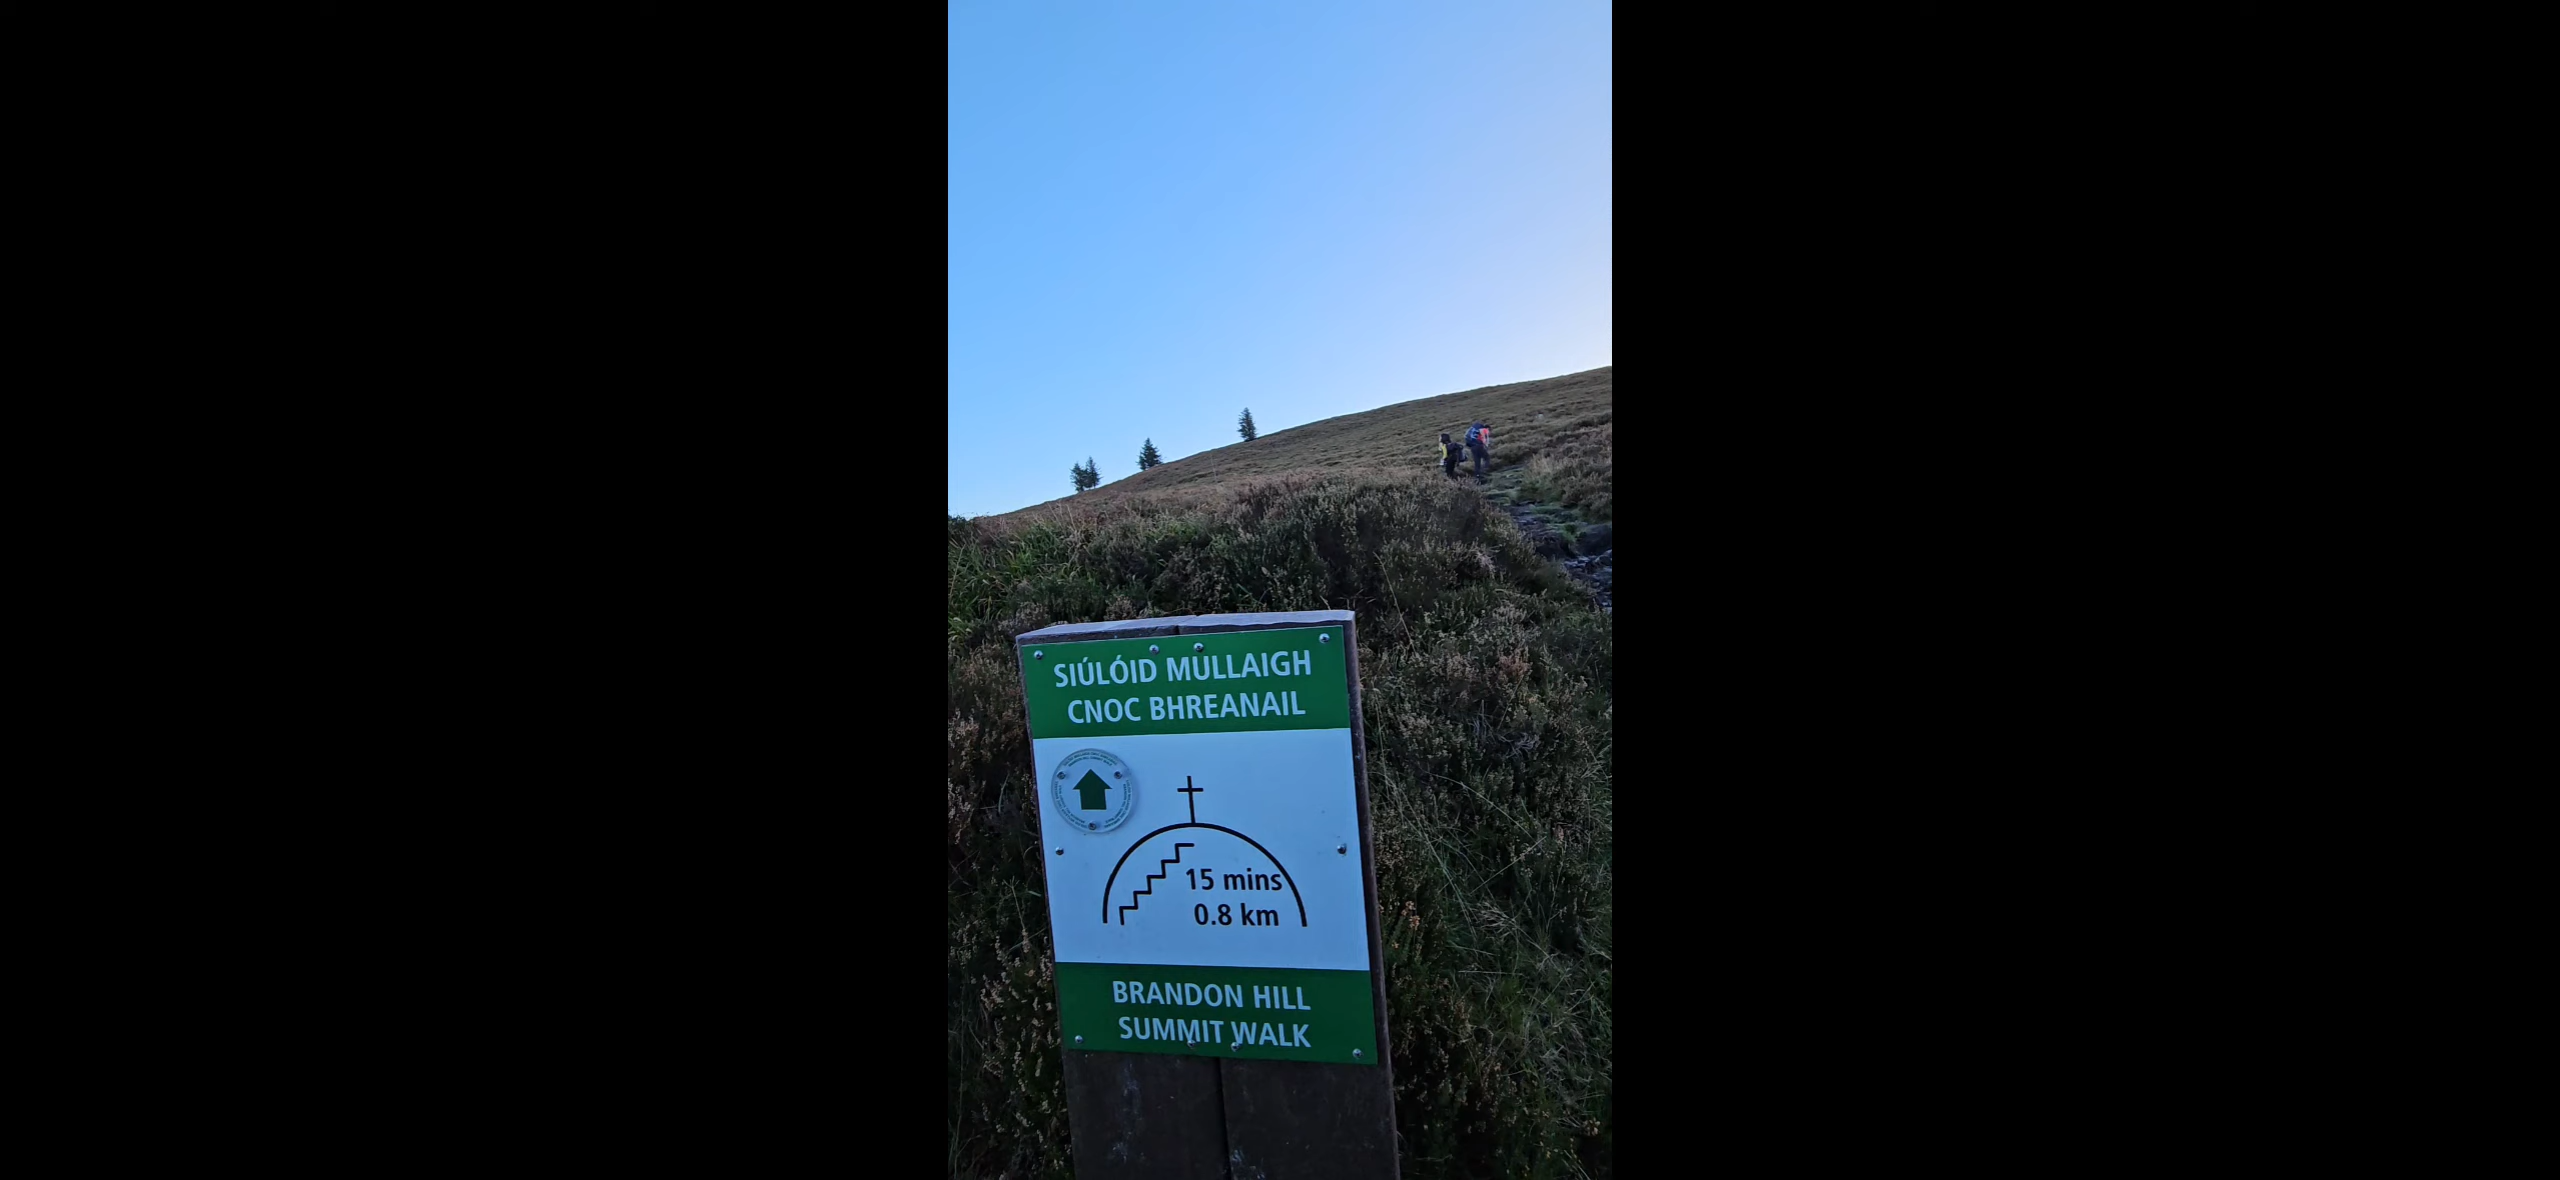 SIÚLÓID MULLAIGH
CNOC BHREANAIL
15 mins
0.8 km
BRANDON HILL
SUMMIT WALK